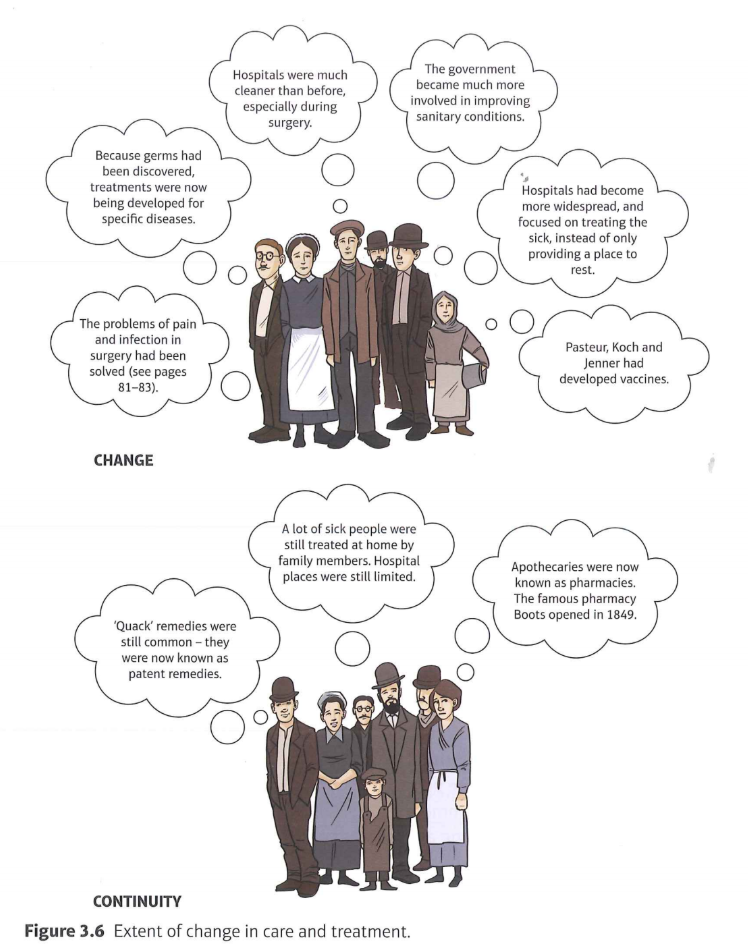 Hospitals were much
cleaner than before,
especially during
surgery.
The government
became much more
involved in improving
sanitary conditions.
Because germs had
been discovered,
treatments were now
being developed for
specific diseases.
Hospitals had become
more widespread, and
focused on treating the
sick, instead of only
providing a place to
rest.
The problems of pain
and infection in
surgery had been
solved (see pages
81–83).
Pasteur, Koch and
Jenner had
developed vaccines.
CHANGE
A lot of sick people were
still treated at home by
family members. Hospital
places were still limited.
Apothecaries were now
known as pharmacies.
The famous pharmacy
Boots opened in 1849.
'Quack' remedies were
still common – they
were now known as
patent remedies.
CONTINUITY
Figure 3.6 Extent of change in care and treatment.